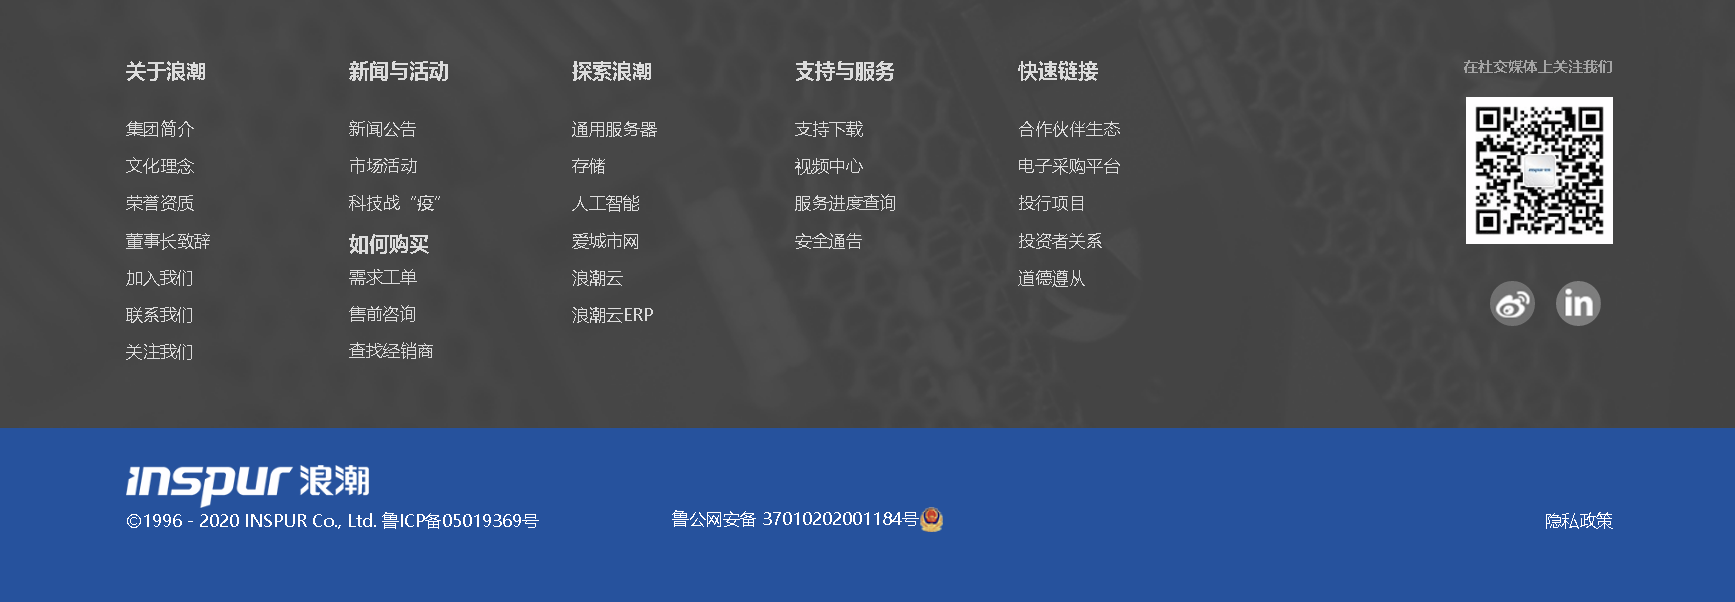 关于浪潮
集团简介
文化理念
荣誉资质
董事长致辞
加入我们
联系我们
关注我们
新闻与活动
新闻公告
市场活动
科技战“疫”
如何购买
需求工单
售前咨询
查找经销商
探索浪潮
通用服务器
存储
人工智能
爱城市网
浪潮云
浪潮云ERP
支持与服务
支持下载
视频中心
服务进度查询
安全通告
快速链接
合作伙伴生态
电子采购平台
投行项目
投资者关系
道德遵从
在社交媒体上关注我们
inspur 浪潮
in
inspur 浪潮
©1996 - 2020 INSPUR Co., Ltd. 鲁ICP备05019369号
鲁公网安备 37010202001184号
隐私政策